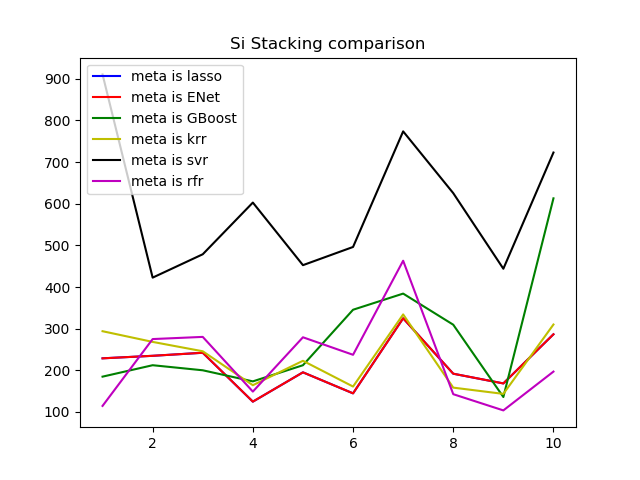 Si Stacking comparison
meta is lasso
meta is ENet
meta is GBoost
meta is krr
meta is svr
meta is rfr
900
800
700
600
500
400
300
200
100
2 4 6 8 10